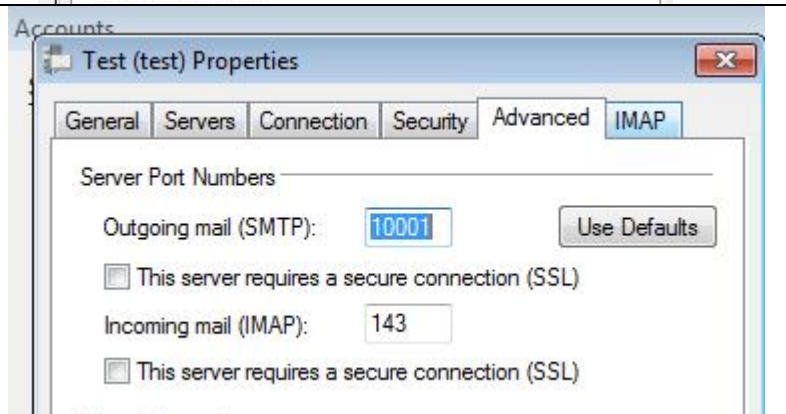 Accounts
Test (test) Properties
General Servers Connection Security Advanced IMAP
Server Port Numbers
Outgoing mail (SMTP): 10001 Use Defaults
This server requires a secure connection (SSL)
Incoming mail (IMAP): 143
This server requires a secure connection (SSL)